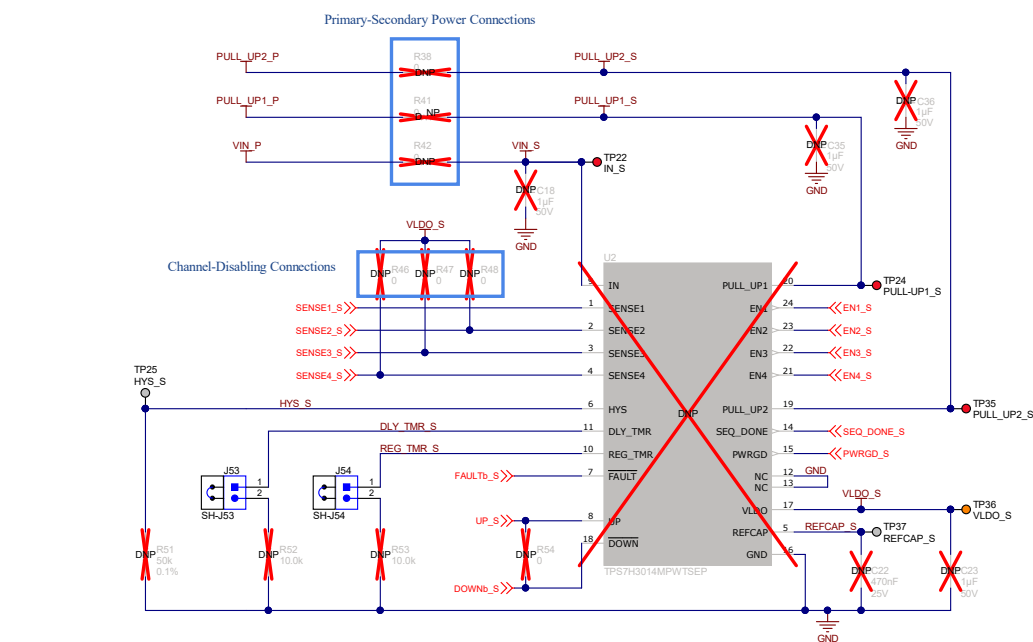 Primary-Secondary Power Connections
PULL_UP2_P
R38
0
DNP
PULL_UP2_S
PULL_UP1_P
R41
0
DNP
PULL_UP1_S
DNP
C36
1µF
50V
GND
VIN_P
R42
0
DNP
VIN_S
TP22
IN_S
DNP
C35
1µF
50V
GND
DNP
C18
1µF
50V
GND
VLDO_S
Channel-Disabling Connections
DNP
R46
0
DNP
R47
0
DNP
R48
0
U2
IN
PULL_UP1
20
TP24
PULL-UP1_S
SENSE1_S
1
SENSE1
EN1
24
EN1_S
SENSE2_S
2
SENSE2
EN2
23
EN2_S
SENSE3_S
3
SENSE3
EN3
22
EN3_S
SENSE4_S
4
SENSE4
EN4
21
EN4_S
TP25
HYS_S
HYS_S
6
HYS
PULL_UP2
19
TP35
PULL_UP2_S
DLY_TMR_S
11
DLY_TMR
SEQ_DONE
14
SEQ_DONE_S
REG_TMR_S
10
REG_TMR
PWRGD
15
PWRGD_S
DNP
FAULTb_S
7
FAULT
NC
12
GND
NC
13
J53
1
2
SH-J53
J54
1
2
SH-J54
VLDO
17
VLDO_S
TP36
VLDO_S
UP_S
8
UP
REFCAP
5
REFCAP_S
TP37
REFCAP_S
18
DOWN
GND
16
TPS7H3014MPWTSEP
DNP
R51
50k
0.1%
DNP
R52
10.0k
DNP
R53
10.0k
DNP
R54
0
DOWNb_S
DNP
C22
470nF
25V
DNP
C23
1µF
50V
GND